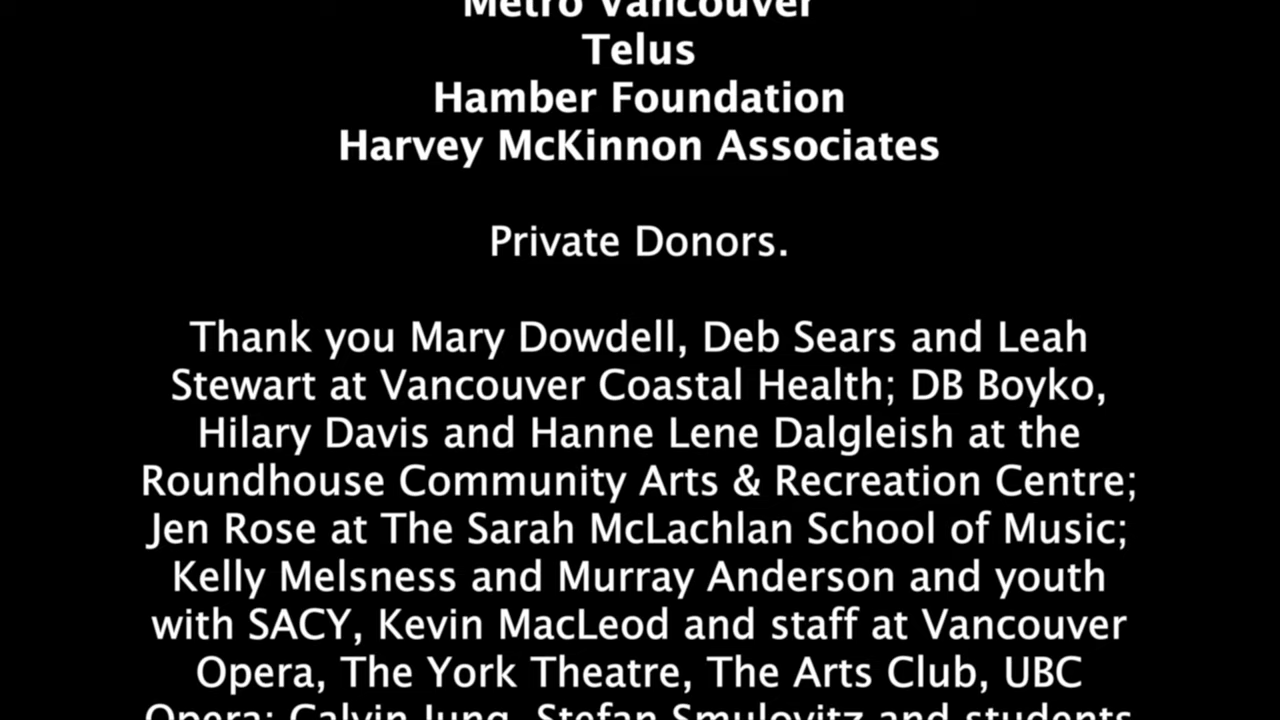 Metro Vancouver
Telus
Hamber Foundation
Harvey McKinnon Associates
Private Donors.
Thank you Mary Dowdell, Deb Sears and Leah
Stewart at Vancouver Coastal Health; DB Boyko,
Hilary Davis and Hanne Lene Dalgleish at the
Roundhouse Community Arts & Recreation Centre;
Jen Rose at The Sarah McLachlan School of Music;
Kelly Melsness and Murray Anderson and youth
with SACY, Kevin MacLeod and staff at Vancouver
Opera, The York Theatre, The Arts Club, UBC
Opera; Calvin Jung, Stefan Smulovitz and students